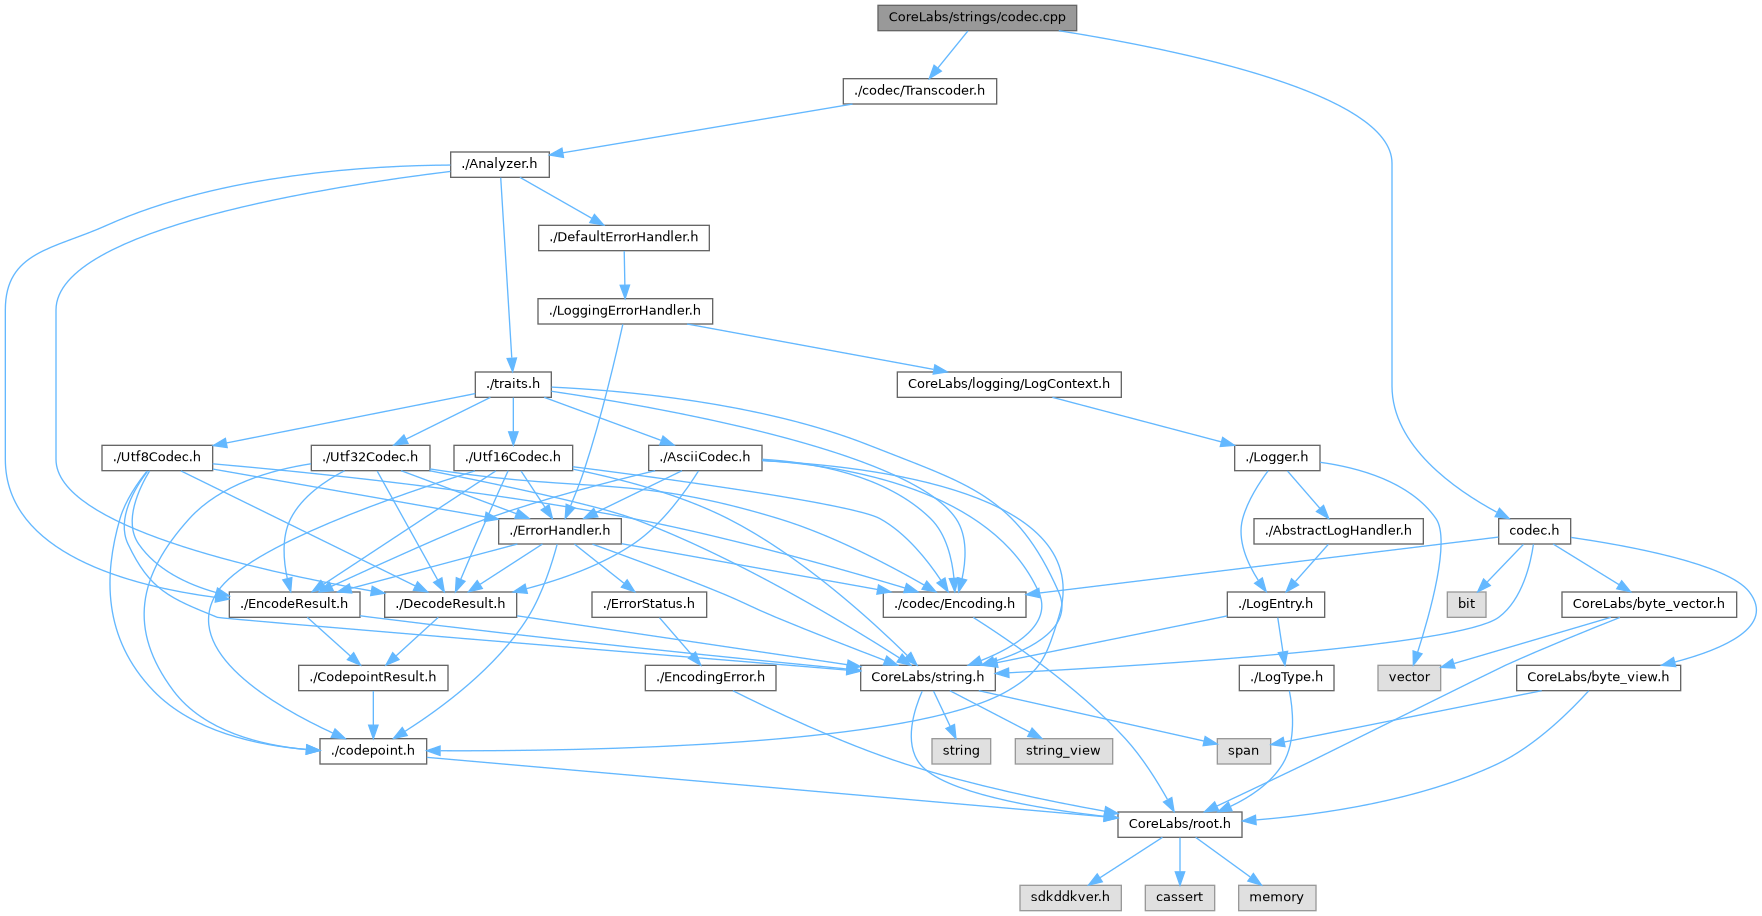 CoreLabs/strings/codec.cpp
./codec/Transcoder.h
./Analyzer.h
./DefaultErrorHandler.h
./LoggingErrorHandler.h
./traits.h
CoreLabs/logging/LogContext.h
./Utf8Codec.h
./Utf32Codec.h
./Utf16Codec.h
./AsciiCodec.h
./Logger.h
./ErrorHandler.h
./AbstractLogHandler.h
codec.h
./EncodeResult.h
./DecodeResult.h
./ErrorStatus.h
./codec/Encoding.h
./LogEntry.h
bit
CoreLabs/byte_vector.h
./CodepointResult.h
./EncodingError.h
CoreLabs/string.h
./LogType.h
vector
CoreLabs/byte_view.h
./codepoint.h
string
string_view
span
CoreLabs/root.h
sdkddkver.h
cassert
memory